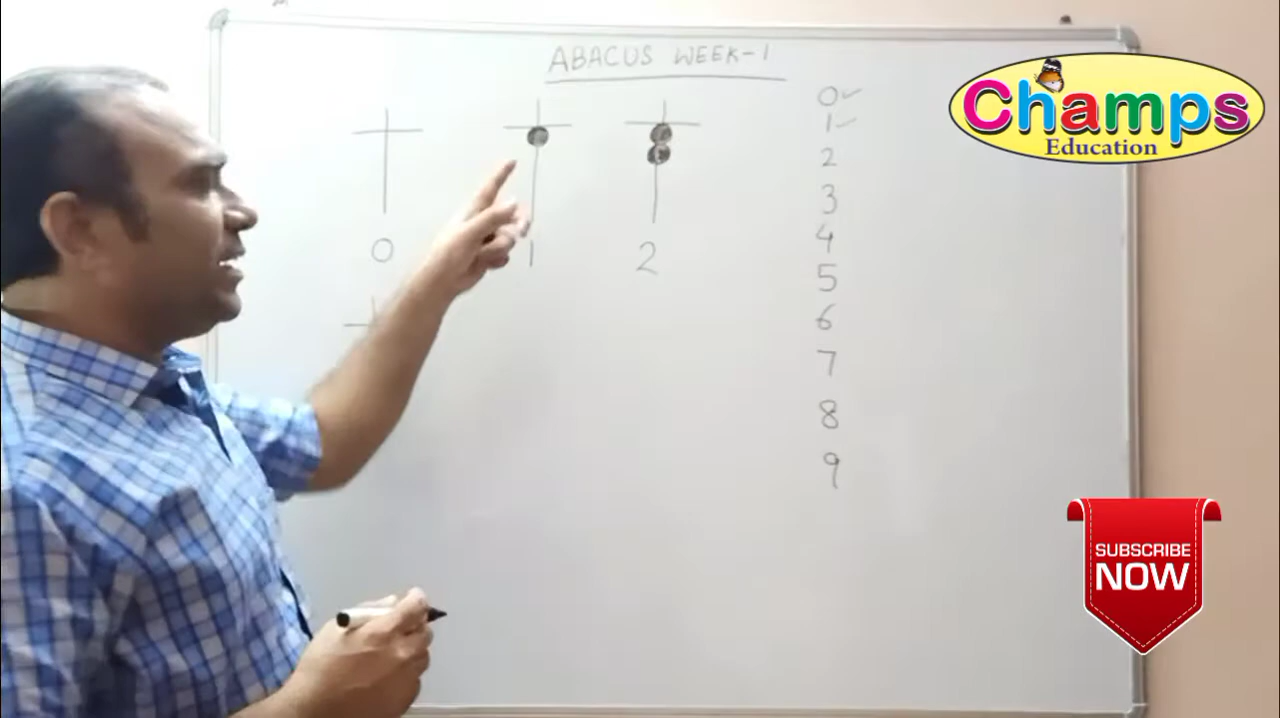 ABACUS WEEK-1
0 1 2
0✓
1✓
2
3
4
5
6
7
8
9
Champs
Education
SUBSCRIBE
NOW